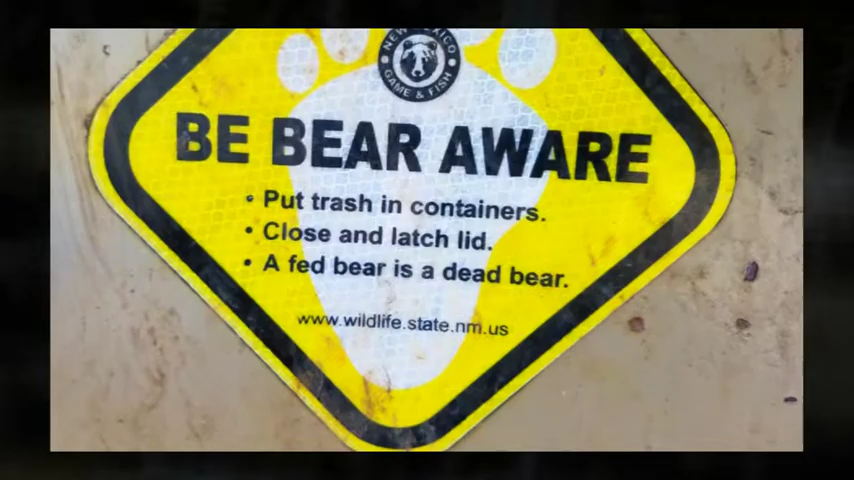 NEW MEXICO
GAME & FISH
BE BEAR AWARE
• Put trash in containers.
• Close and latch lid.
• A fed bear is a dead bear.
www.wildlife.state.nm.us